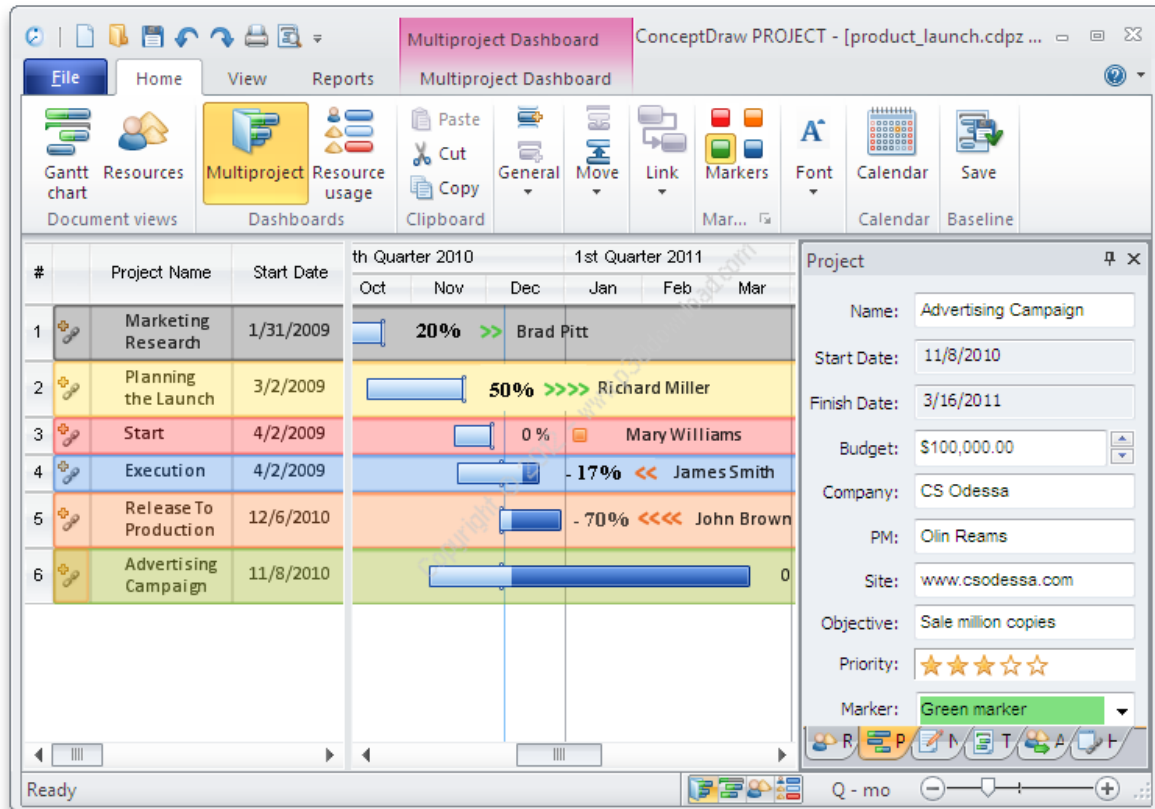 Multiproject Dashboard
ConceptDraw PROJECT - [product_launch.cdpz ...
File Home View Reports Multiproject Dashboard
Gantt chart
Resources
Multiproject
Resource usage
Paste
Cut
Copy
General
Move
Link
Markers
Font
Calendar
Save
Document views
Dashboards
Clipboard
Mar...
Calendar
Baseline
# Project Name Start Date
th Quarter 2010 1st Quarter 2011
Oct Nov Dec Jan Feb Mar
1 Marketing Research 1/31/2009 20% >> Brad Pitt
2 Planning the Launch 3/2/2009 50% >>>> Richard Miller
3 Start 4/2/2009 0 % Mary Williams
4 Execution 4/2/2009 - 17% << James Smith
5 Release To Production 12/6/2010 - 70% <<<< John Brown
6 Advertising Campaign 11/8/2010 0
Project
Name: Advertising Campaign
Start Date: 11/8/2010
Finish Date: 3/16/2011
Budget: $100,000.00
Company: CS Odessa
PM: Olin Reams
Site: www.csodessa.com
Objective: Sale million copies
Priority:
Marker: Green marker
R P N T A H
Ready
Q - mo